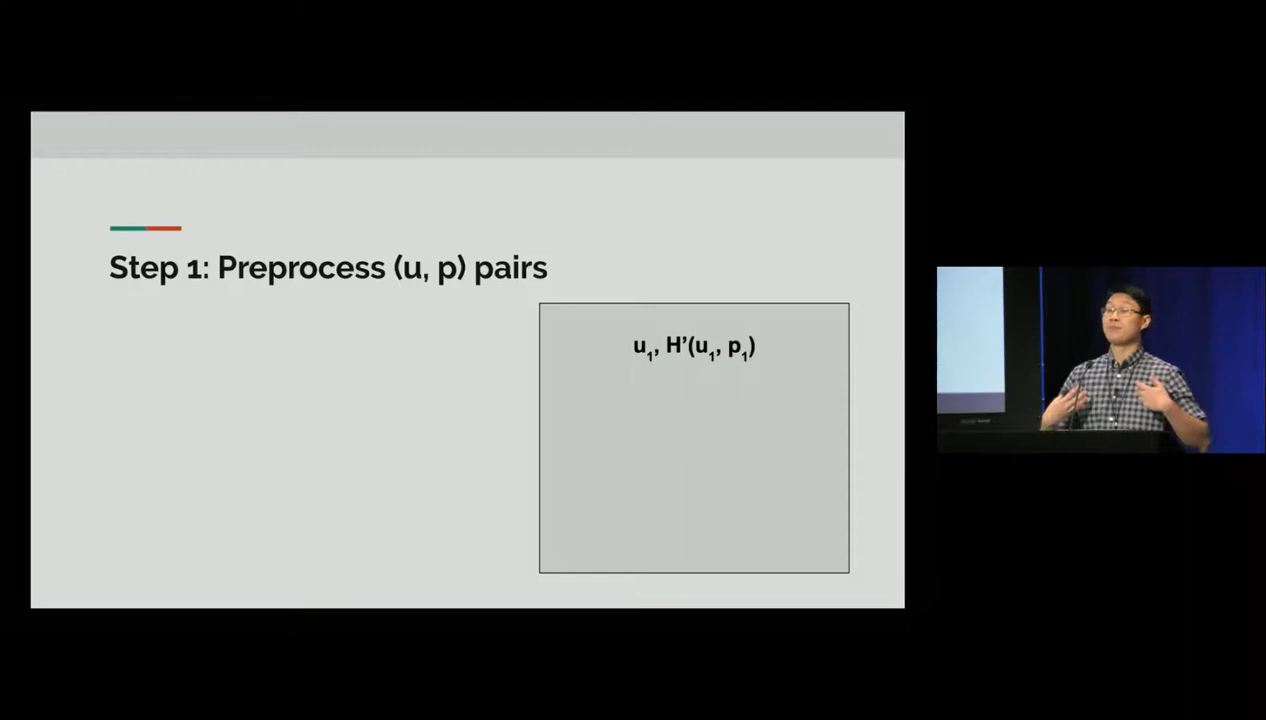 Step 1: Preprocess (u, p) pairs
u₁, H’(u₁, p₁)